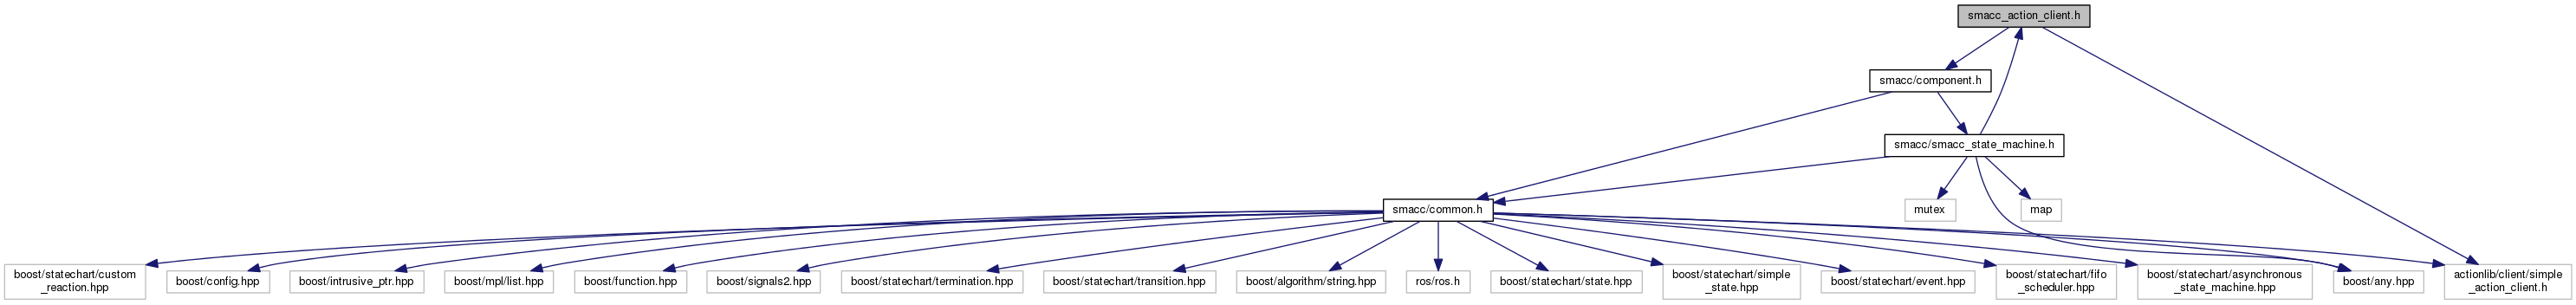 smacc_action_client.h
smacc/component.h
smacc/smacc_state_machine.h
smacc/common.h
mutex
map
boost/statechart/custom
_reaction.hpp
boost/config.hpp
boost/intrusive_ptr.hpp
boost/mpl/list.hpp
boost/function.hpp
boost/signals2.hpp
boost/statechart/termination.hpp
boost/statechart/transition.hpp
boost/algorithm/string.hpp
ros/ros.h
boost/statechart/state.hpp
boost/statechart/simple
_state.hpp
boost/statechart/event.hpp
boost/statechart/fifo
_scheduler.hpp
boost/statechart/asynchronous
_state_machine.hpp
boost/any.hpp
actionlib/client/simple
_action_client.h